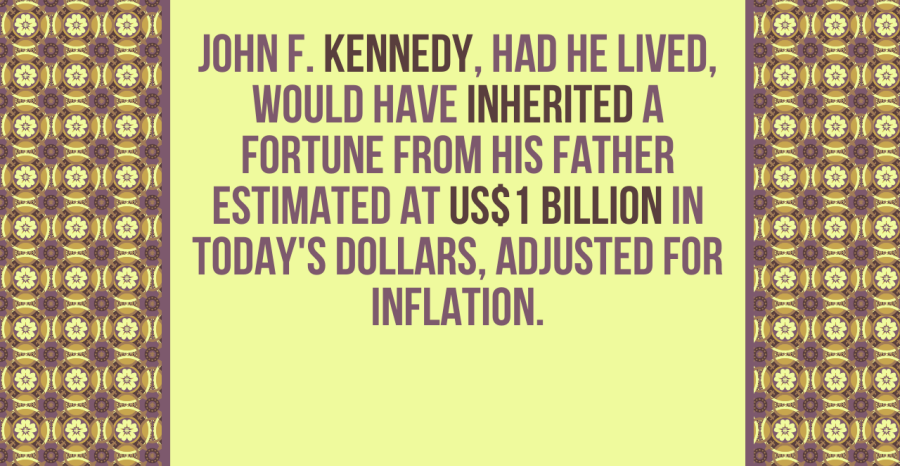 JOHN F. KENNEDY, HAD HE LIVED,
WOULD HAVE INHERITED A
FORTUNE FROM HIS FATHER
ESTIMATED AT US$1 BILLION IN
TODAY'S DOLLARS, ADJUSTED FOR
INFLATION.